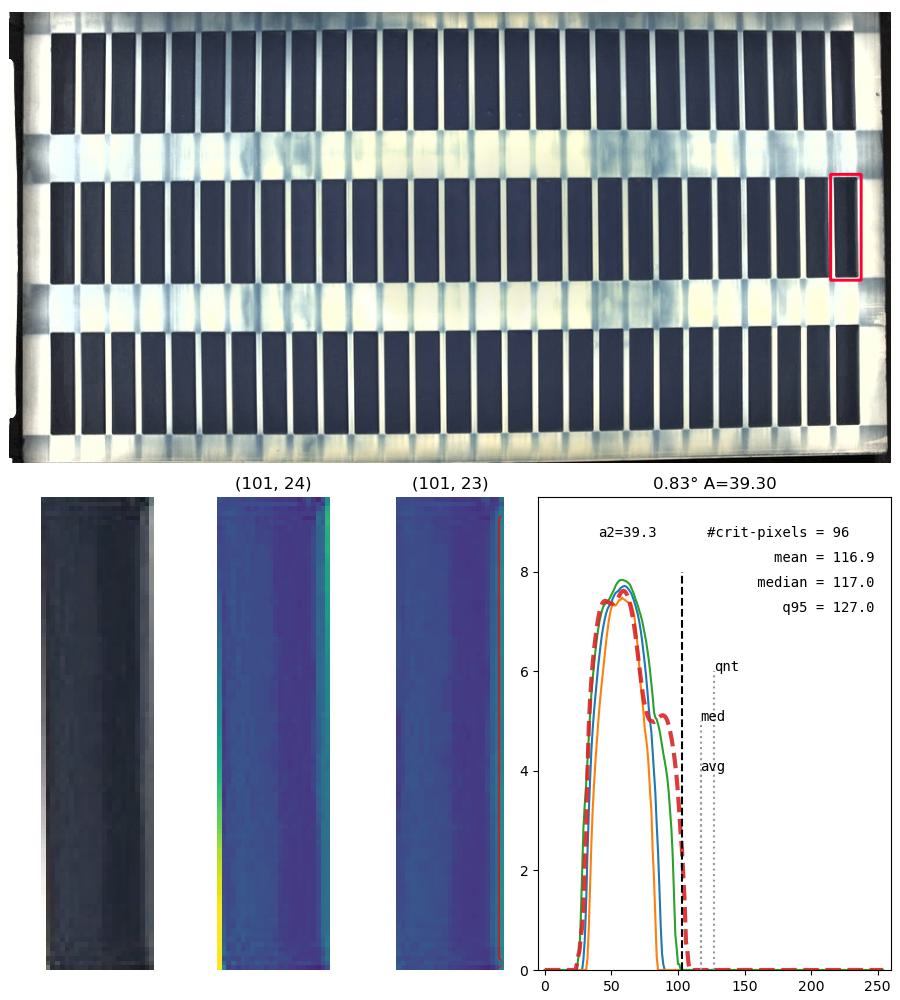 (101, 24)
(101, 23)
0.83° A=39.30
a2=39.3
#crit-pixels = 96
mean = 116.9
median = 117.0
q95 = 127.0
qnt
med
avg
8
6
4
2
0
0 50 100 150 200 250